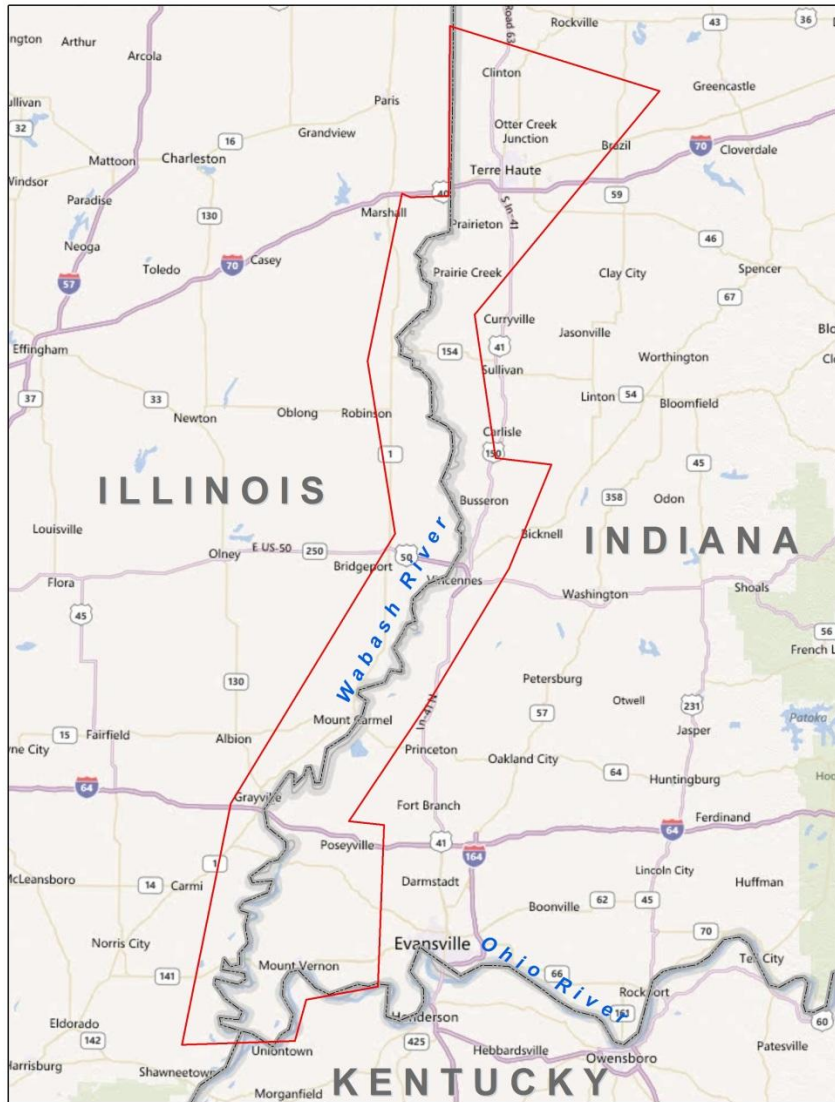 Road 63
Rockville
43
36
ngton
Arthur
Arcola
Clinton
Greencastle
ullivan
Paris
32
Grandview
Otter Creek
Junction
16
Brazil
70
Cloverdale
Mattoon
Charleston
Windsor
Terre Haute
Paradise
40
59
130
Marshall
S In- 41
Prairieton
Neoga
46
Toledo
70
Casey
Prairie Creek
Clay City
Spencer
57
67
Curryville
Jasonville
Effingham
154
41
Worthington
Sullivan
37
33
Linton
54
Bloomfield
Newton
Oblong
Robinson
Carlisle
1
150
45
ILLINOIS
Busseron
358
Odon
Louisville
Wabash River
Bicknell
INDIANA
Olney
E US-50
250
50
Bridgeport
Flora
Vincennes
Washington
Shoals
45
56
French L
130
Petersburg
Otwell
In-41 N
57
231
Mount Carmel
Patoka
15
Fairfield
Albion
Jasper
ne City
Princeton
Oakland City
64
Huntingburg
64
Grayville
Fort Branch
Ferdinand
Poseyville
41
64
1
164
McLeansboro
14
Carmi
Darmstadt
Lincoln City
Huffman
Boonville
62
45
Norris City
Evansville
Ohio River
70
141
Mount Vernon
66
Tell City
Rockport
161
Eldorado
Henderson
60
142
Uniontown
425
Hebbardsville
Owensboro
Patesville
Harrisburg
Shawneetown
Morganfield
KENTUCKY